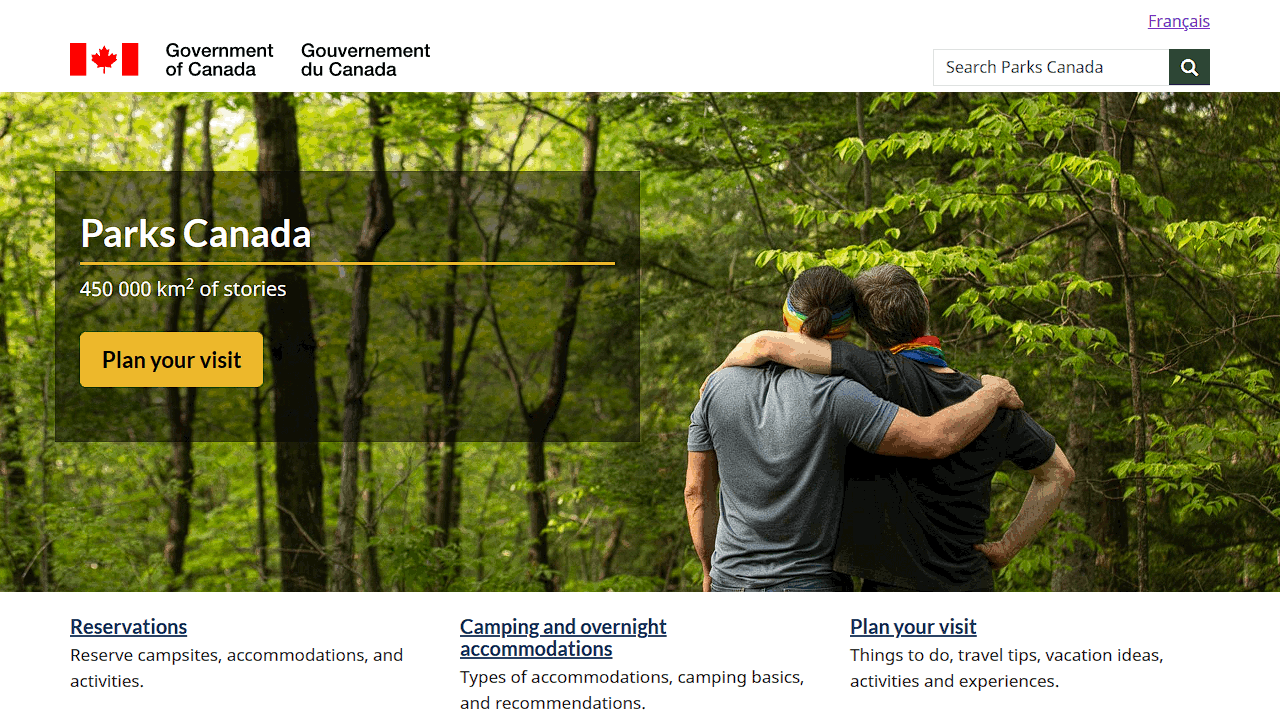 Français
Government
of Canada
Gouvernement
du Canada
Search Parks Canada
Parks Canada
450 000 km² of stories
Plan your visit
Reservations
Reserve campsites, accommodations, and
activities.
Camping and overnight
accommodations
Types of accommodations, camping basics,
and recommendations.
Plan your visit
Things to do, travel tips, vacation ideas,
activities and experiences.